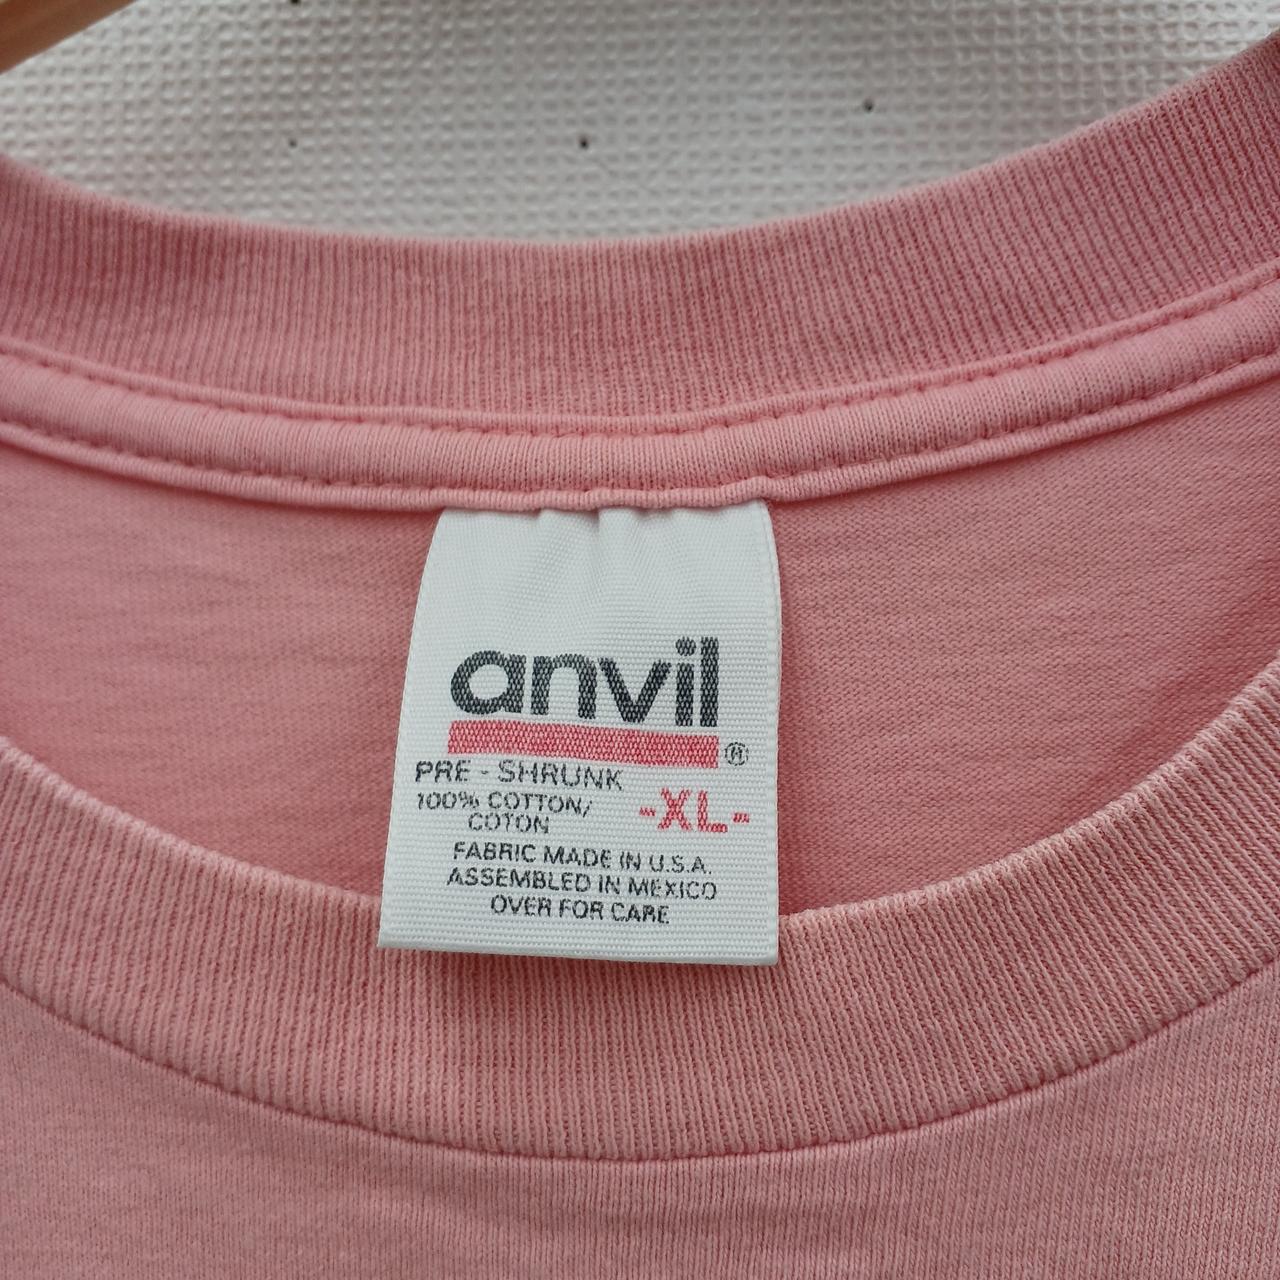 anvil
®
PRE - SHRUNK
100% COTTON/
COTON
-XL-
FABRIC MADE IN U.S.A.
ASSEMBLED IN MEXICO
OVER FOR CARE